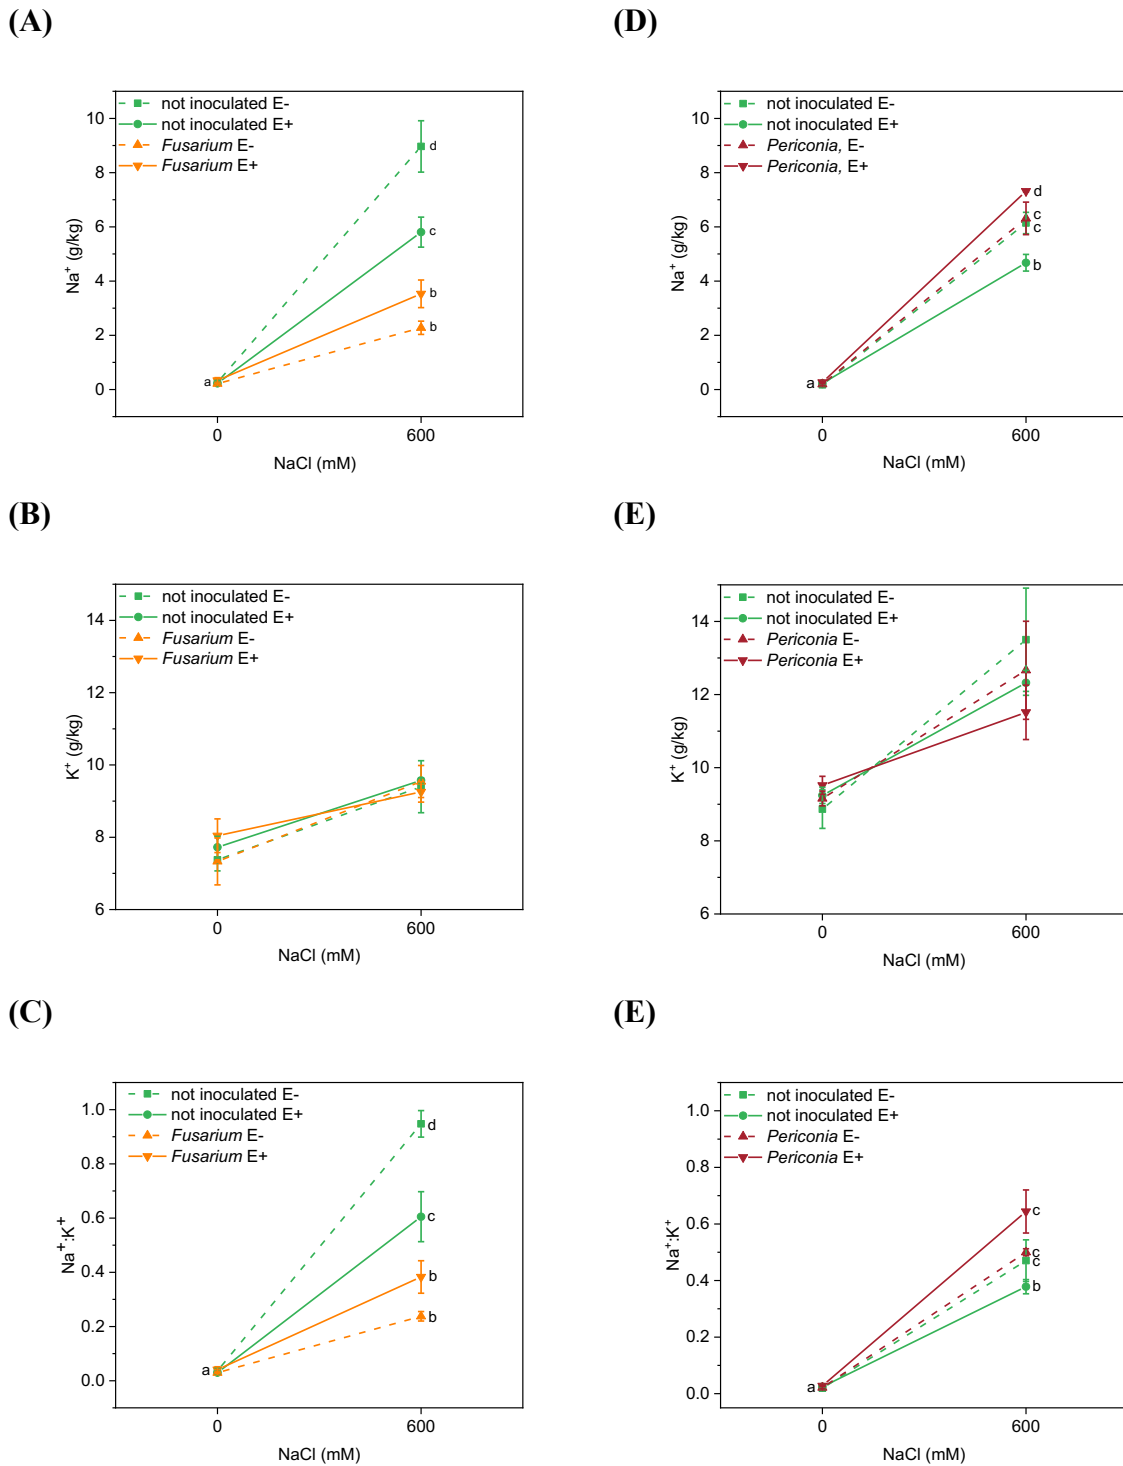 (A)
not inoculated E-
not inoculated E+
Fusarium E-
Fusarium E+
10
8
6
4
2
0
Na⁺ (g/kg)
d
c
b
b
a
0
600
NaCl (mM)
(D)
not inoculated E-
not inoculated E+
Periconia, E-
Periconia, E+
10
8
6
4
2
0
Na⁺ (g/kg)
d
c
c
b
a
0
600
NaCl (mM)
(B)
not inoculated E-
not inoculated E+
Fusarium E-
Fusarium E+
14
12
10
8
6
K⁺ (g/kg)
0
600
NaCl (mM)
(E)
not inoculated E-
not inoculated E+
Periconia E-
Periconia E+
14
12
10
8
6
K⁺ (g/kg)
0
600
NaCl (mM)
(C)
not inoculated E-
not inoculated E+
Fusarium E-
Fusarium E+
1.0
0.8
0.6
0.4
0.2
0.0
Na⁺:K⁺
d
c
b
b
a
0
600
NaCl (mM)
(E)
not inoculated E-
not inoculated E+
Periconia E-
Periconia E+
1.0
0.8
0.6
0.4
0.2
0.0
Na⁺:K⁺
c
c
c
b
a
0
600
NaCl (mM)